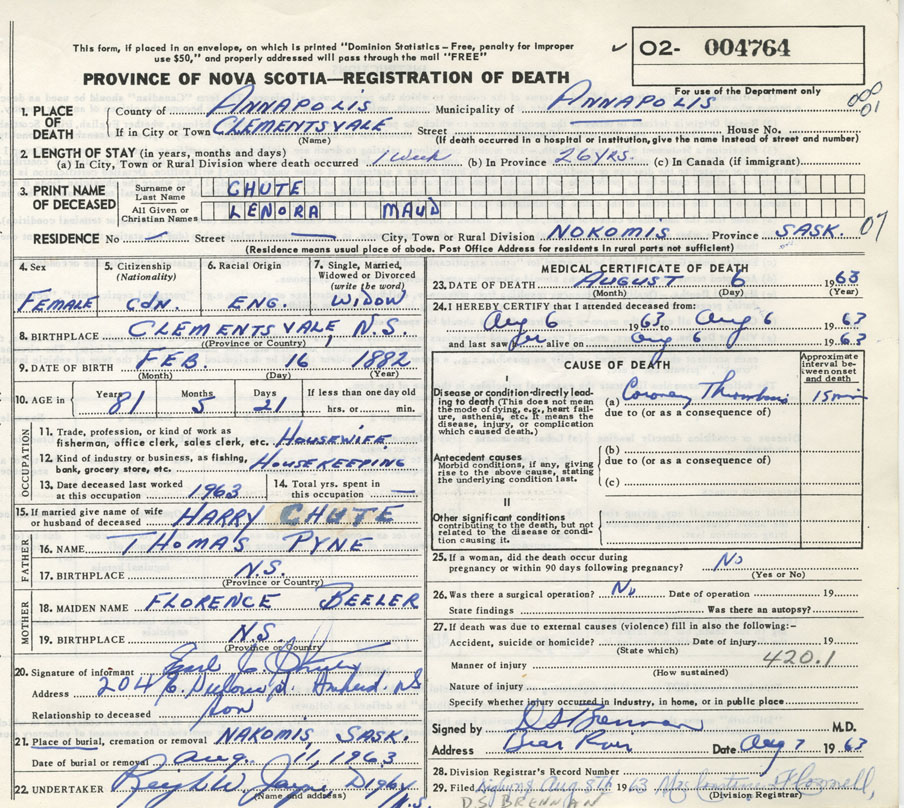 This form, if placed in an envelope, on which is printed "Dominion Statistics – Free, penalty for improper
use $50," and properly addressed will pass through the mail "FREE"
✓ 02- 004764
PROVINCE OF NOVA SCOTIA—REGISTRATION OF DEATH
For use of the Department only
1. PLACE OF DEATH { County of ANNAPOLIS Municipality of ANNAPOLIS
If in City or Town CLEMENTSVALE Street House No.
(Name) (If death occurred in a hospital or institution, give the name instead of street and number)
2. LENGTH OF STAY (in years, months and days)
(a) In City, Town or Rural Division where death occurred 1 week (b) In Province 26 YRS. (c) In Canada (if immigrant)
3. PRINT NAME OF DECEASED { Surname or Last Name CHUTE
All Given or Christian Names LENORA MAUD
RESIDENCE No — Street — City, Town or Rural Division NOKOMIS Province SASK. 07
(Residence means usual place of abode. Post Office Address for residents in rural parts not sufficient)
4. Sex FEMALE
5. Citizenship (Nationality) CDN
6. Racial Origin ENG.
7. Single, Married, Widowed or Divorced (write the word) WIDOW
8. BIRTHPLACE CLEMENTSVALE, N.S.
(Province or Country)
9. DATE OF BIRTH FEB. 16 1882
(Month) (Day) (Year)
10. AGE in Years 81 Months 5 Days 21 If less than one day old hrs. or min.
OCCUPATION
11. Trade, profession, or kind of work as fisherman, office clerk, sales clerk, etc. HOUSEWIFE
12. Kind of industry or business, as fishing, bank, grocery store, etc. HOUSEKEEPING
13. Date deceased last worked at this occupation 1963
14. Total yrs. spent in this occupation —
15. If married give name of wife or husband of deceased HARRY CHUTE
FATHER
16. NAME THOMAS PYNE
17. BIRTHPLACE N.S.
(Province or Country)
MOTHER
18. MAIDEN NAME FLORENCE BEELER
19. BIRTHPLACE N.S.
(Province or Country)
20. Signature of informant Earl C Chute
Address 204 E. Amherst NS
Relationship to deceased son
21. Place of burial, cremation or removal NAKOMIS SASK.
Date of burial or removal Aug. 11, 1963
22. UNDERTAKER Digby N.S.
(Name and address)
MEDICAL CERTIFICATE OF DEATH
23. DATE OF DEATH AUGUST 6 1963
(Month) (Day) (Year)
24. I HEREBY CERTIFY that I attended deceased from:
Aug 6 1963 to Aug 6 1963
and last saw her alive on Aug 6 1963
CAUSE OF DEATH
Approximate interval between onset and death
I
Disease or condition directly leading to death (This does not mean the mode of dying, e.g., heart failure, asthenia, etc. It means the disease, injury, or complication which caused death.)
(a) Coronary Thrombosis 15 min
due to (or as a consequence of)
Antecedent causes
Morbid conditions, if any, giving rise to the above cause, stating the underlying condition last.
(b)
due to (or as a consequence of)
(c)
II
Other significant conditions contributing to the death, but not related to the disease or condition causing it.
25. If a woman, did the death occur during pregnancy or within 90 days following pregnancy? No
(Yes or No)
26. Was there a surgical operation? No Date of operation 19
State findings Was there an autopsy?
27. If death was due to external causes (violence) fill in also the following:–
Accident, suicide or homicide? Date of injury 19
(State which)
Manner of injury 420.1
(How sustained)
Nature of injury
Specify whether injury occurred in industry, in home, or in public place
Signed by D S Brennan M.D.
Address Bear River Date Aug 7 1963
28. Division Registrar's Record Number
29. Filed Aug 8th 1963
(Division Registrar)
D.S. BRENNAN